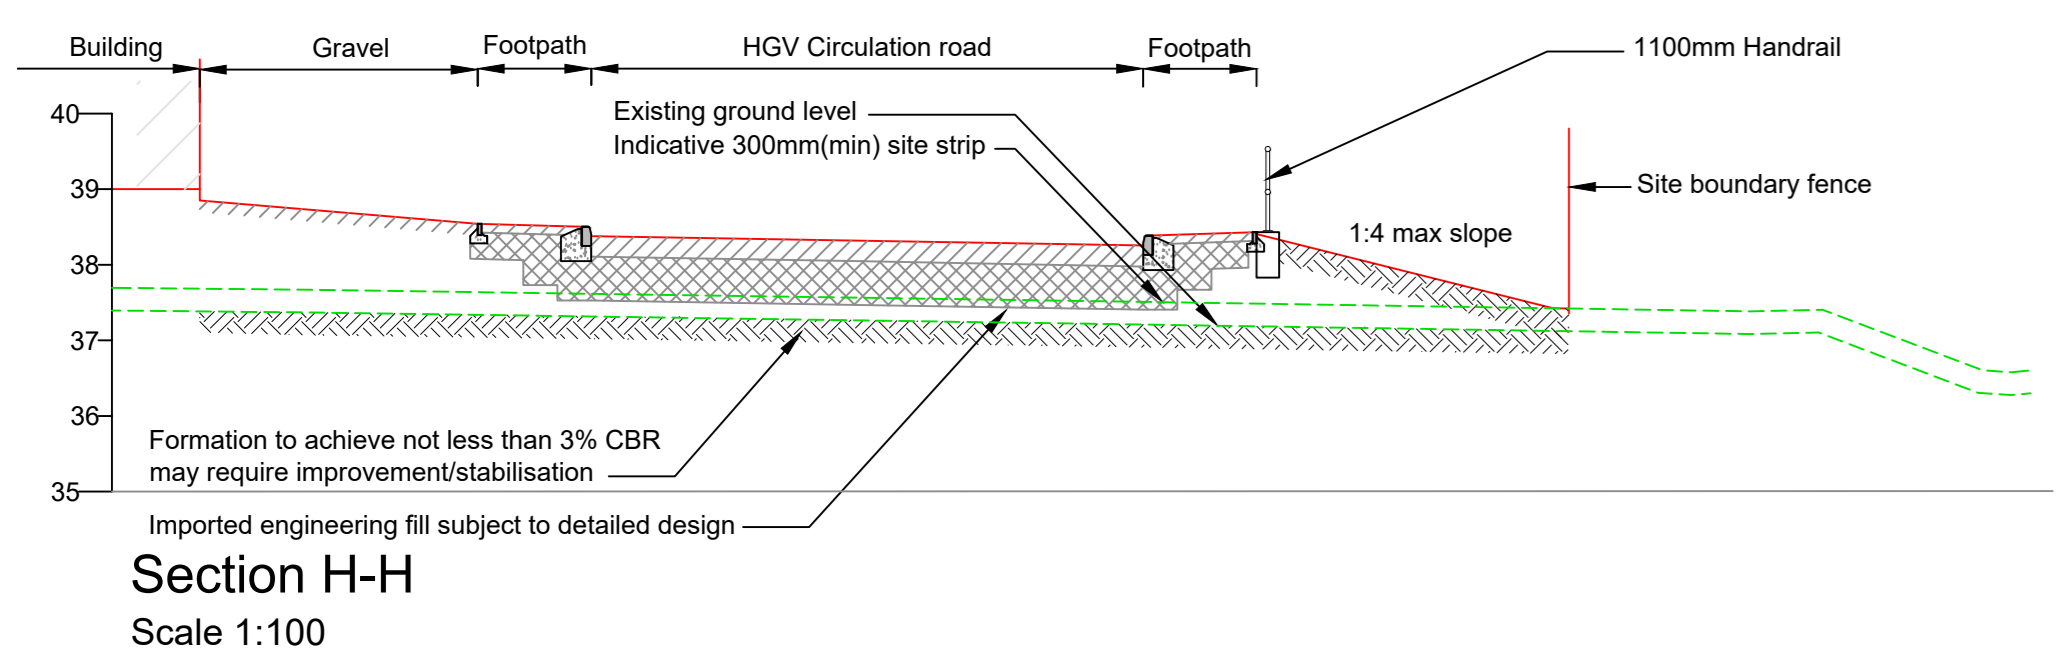 Building
Gravel
Footpath
HGV Circulation road
Footpath
1100mm Handrail
Existing ground level
Indicative 300mm(min) site strip
40
39
38
37
36
35
Site boundary fence
1:4 max slope
Formation to achieve not less than 3% CBR
may require improvement/stabilisation
Imported engineering fill subject to detailed design
Section H-H
Scale 1:100